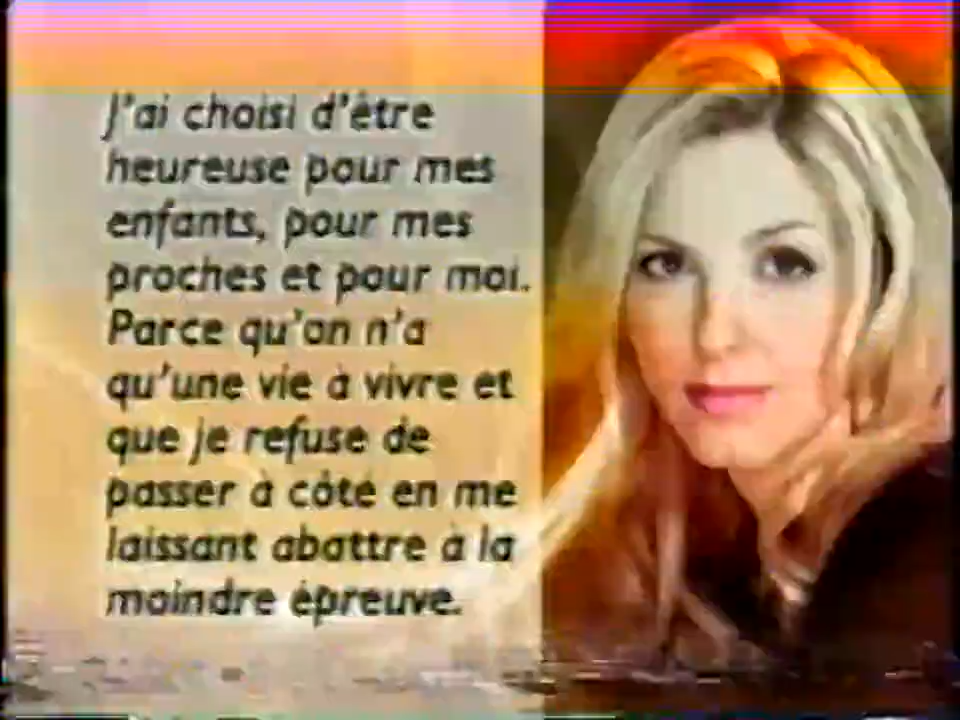 J'ai choisi d'être
heureuse pour mes
enfants, pour mes
proches et pour moi.
Parce qu'on n'a
qu'une vie à vivre et
que je refuse de
passer à côté en me
laissant abattre à la
moindre épreuve.